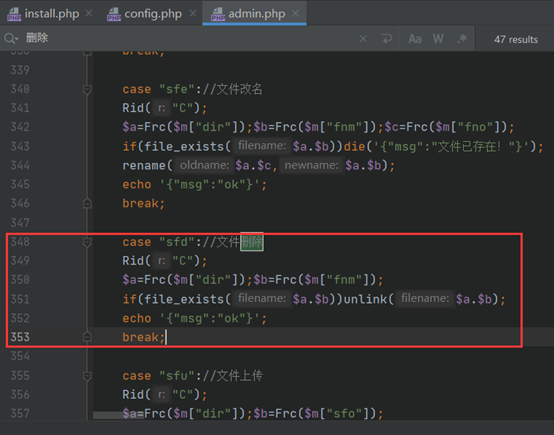 install.php × config.php × admin.php ×
删除 × Aa W .* 47 results
339
340 case "sfe"://文件改名
341 Rid( r: "C");
342 $a=Frc($m["dir"]);$b=Frc($m["fnm"]);$c=Frc($m["fno"]);
343 if(file_exists( filename: $a.$b))die('{"msg":"文件已存在! "}');
344 rename( oldname: $a.$c, newname: $a.$b);
345 echo '{"msg":"ok"}';
346 break;
347
348 case "sfd"://文件删除
349 Rid( r: "C");
350 $a=Frc($m["dir"]);$b=Frc($m["fnm"]);
351 if(file_exists( filename: $a.$b))unlink( filename: $a.$b);
352 echo '{"msg":"ok"}';
353 break;
354
355 case "sfu"://文件上传
356 Rid( r: "C");
357 $a=Frc($m["dir"]);$b=Frc($m["sfo"]);